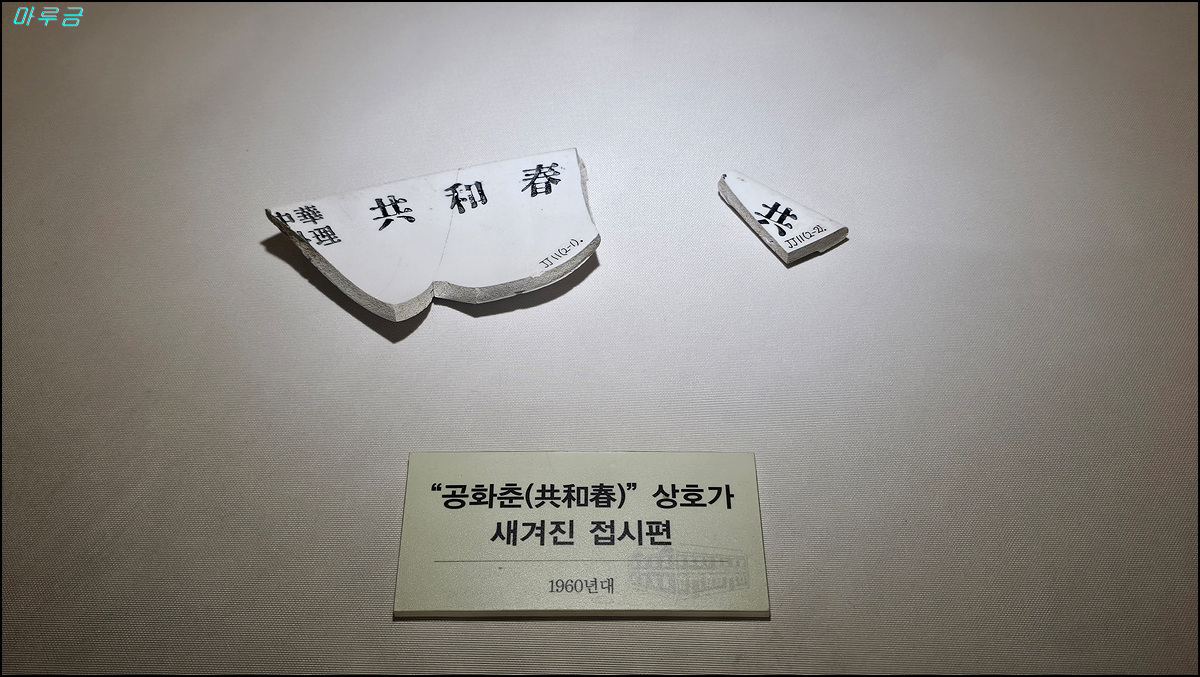 마루금
中華
理
共和春
JJ11(2-1).
共
JJ11(2-2).
“공화춘(共和春)” 상호가
새겨진 접시편
1960년대